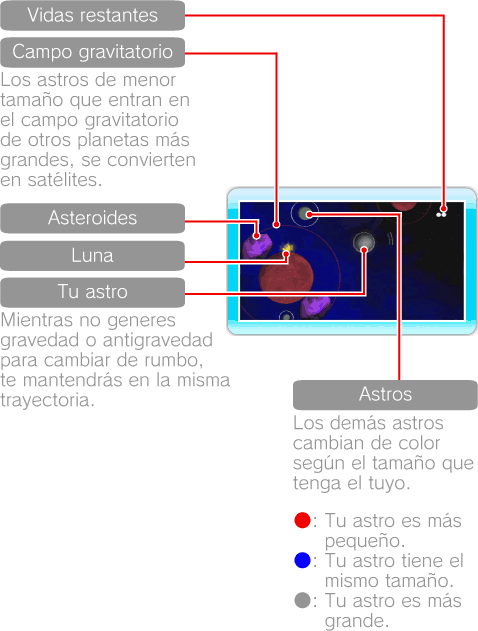 Vidas restantes
Campo gravitatorio
Los astros de menor
tamaño que entran en
el campo gravitatorio
de otros planetas más
grandes, se convierten
en satélites.
Asteroides
Luna
Tu astro
Mientras no generes
gravedad o antigravedad
para cambiar de rumbo,
te mantendrás en la misma
trayectoria.
Astros
Los demás astros
cambian de color
según el tamaño que
tenga el tuyo.
: Tu astro es más
pequeño.
: Tu astro tiene el
mismo tamaño.
: Tu astro es más
grande.